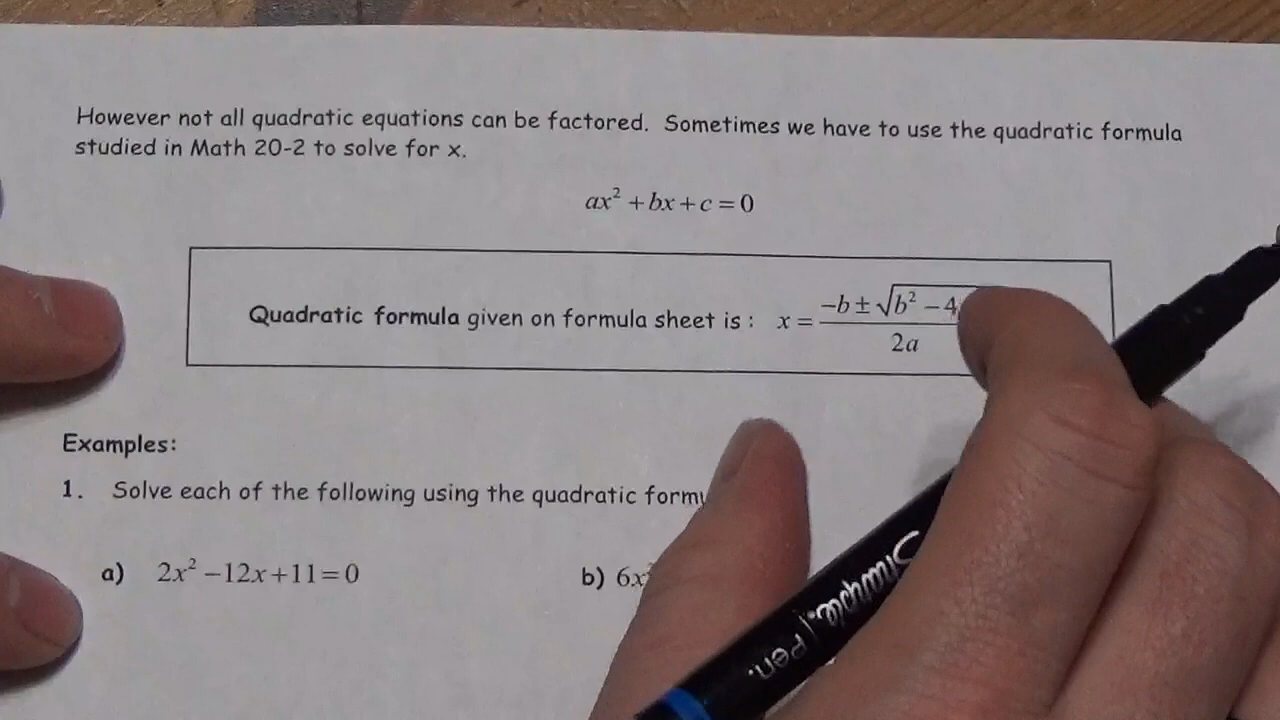 However not all quadratic equations can be factored. Sometimes we have to use the quadratic formula
studied in Math 20-2 to solve for x.
ax² + bx + c = 0
Quadratic formula given on formula sheet is : x = (-b ± √(b² - 4
2a
Examples:
1. Solve each of the following using the quadratic
a) 2x² - 12x + 11 = 0
b) 6x
Sharpie. Pen.